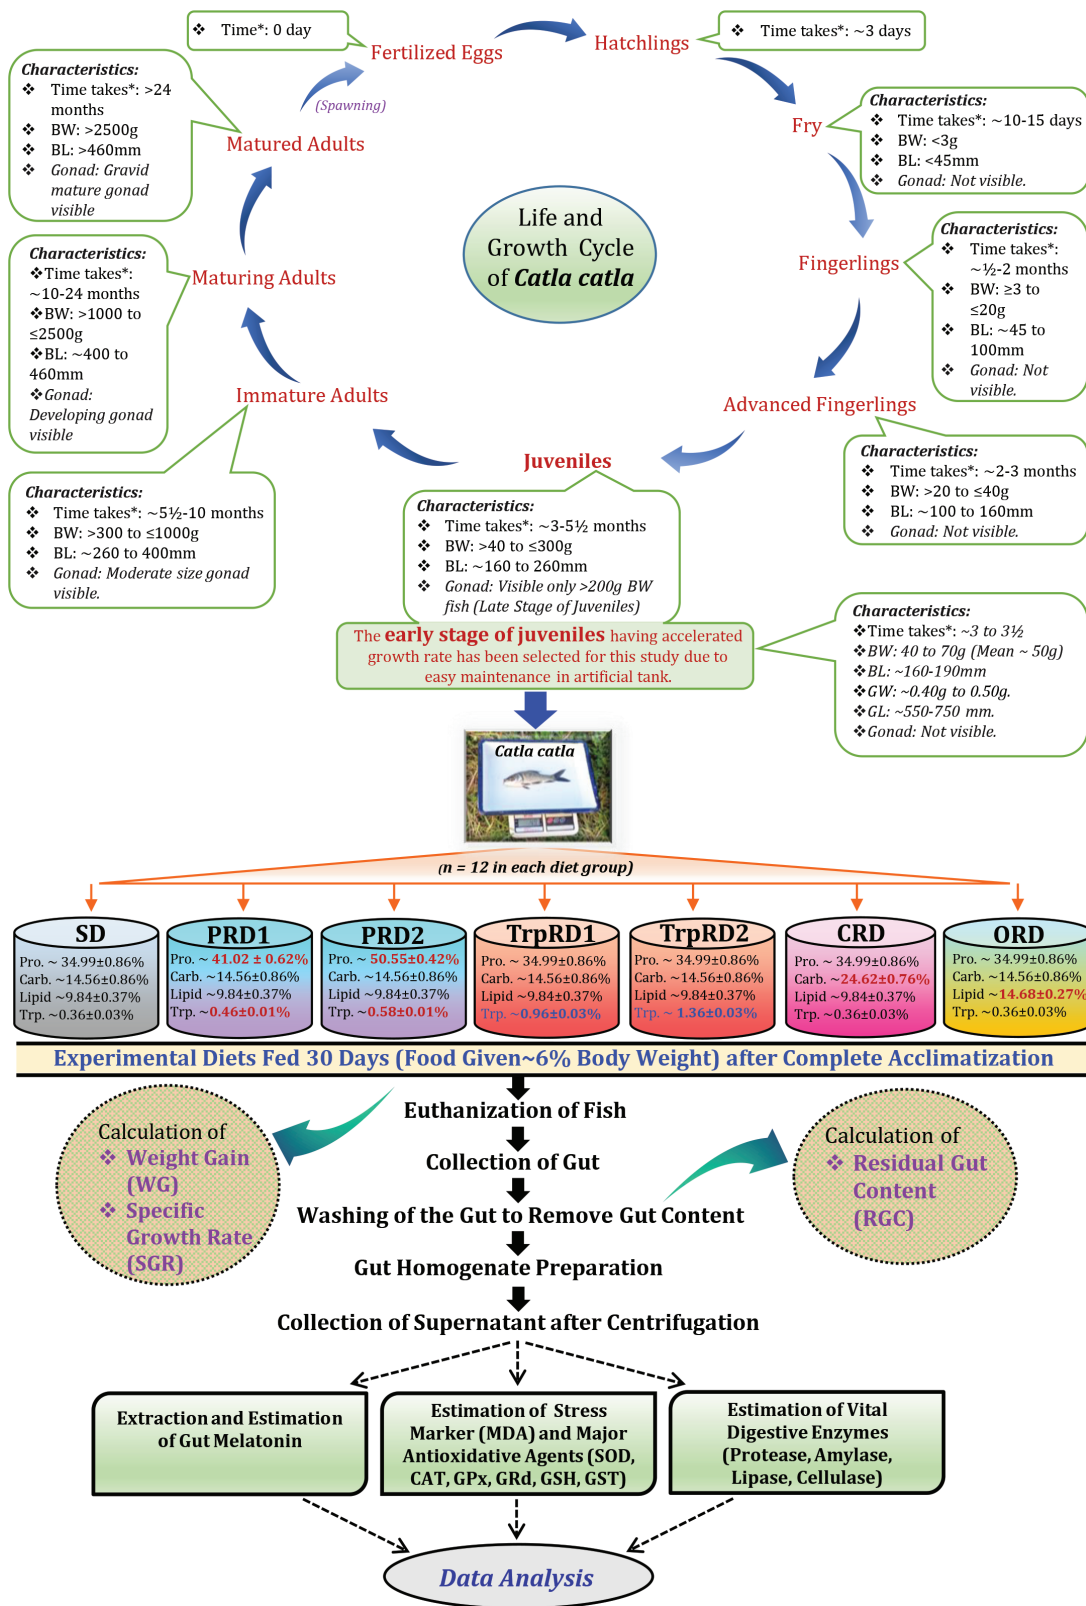 ❖ Time*: 0 day
Fertilized Eggs
Hatchlings
❖ Time takes*: ~3 days
Characteristics:
❖ Time takes*: >24
months
❖ BW: >2500g
❖ BL: >460mm
❖ Gonad: Gravid
mature gonad
visible
(Spawning)
Matured Adults
Fry
Characteristics:
❖ Time takes*: ~10-15 days
❖ BW: <3g
❖ BL: <45mm
❖ Gonad: Not visible.
Life and
Growth Cycle
of Catla catla
Characteristics:
❖Time takes*:
~10-24 months
❖BW: >1000 to
≤2500g
❖BL: ~400 to
460mm
❖Gonad:
Developing gonad
visible
Maturing Adults
Fingerlings
Characteristics:
❖ Time takes*:
~½-2 months
❖ BW: ≥3 to
≤20g
❖ BL: ~45 to
100mm
❖ Gonad: Not
visible.
Immature Adults
Advanced Fingerlings
Juveniles
Characteristics:
❖ Time takes*: ~5½-10 months
❖ BW: >300 to ≤1000g
❖ BL: ~260 to 400mm
❖ Gonad: Moderate size gonad
visible.
Characteristics:
❖ Time takes*: ~3-5½ months
❖ BW: >40 to ≤300g
❖ BL: ~160 to 260mm
❖ Gonad: Visible only >200g BW
fish (Late Stage of Juveniles)
Characteristics:
❖ Time takes*: ~2-3 months
❖ BW: >20 to ≤40g
❖ BL: ~100 to 160mm
❖ Gonad: Not visible.
The early stage of juveniles having accelerated
growth rate has been selected for this study due to
easy maintenance in artificial tank.
Characteristics:
❖Time takes*: ~3 to 3½
❖BW: 40 to 70g (Mean ~ 50g)
❖BL: ~160-190mm
❖GW: ~0.40g to 0.50g.
❖GL: ~550-750 mm.
❖Gonad: Not visible.
Catla catla
(n = 12 in each diet group)
SD
Pro. ~ 34.99±0.86%
Carb. ~14.56±0.86%
Lipid ~9.84±0.37%
Trp. ~0.36±0.03%
PRD1
Pro. ~ 41.02 ± 0.62%
Carb. ~14.56±0.86%
Lipid ~9.84±0.37%
Trp. ~0.46±0.01%
PRD2
Pro. ~ 50.55±0.42%
Carb. ~14.56±0.86%
Lipid ~9.84±0.37%
Trp. ~0.58±0.01%
TrpRD1
Pro. ~ 34.99±0.86%
Carb. ~14.56±0.86%
Lipid ~9.84±0.37%
Trp. ~0.96±0.03%
TrpRD2
Pro. ~ 34.99±0.86%
Carb. ~14.56±0.86%
Lipid ~9.84±0.37%
Trp. ~ 1.36±0.03%
CRD
Pro. ~ 34.99±0.86%
Carb. ~24.62±0.76%
Lipid ~9.84±0.37%
Trp. ~0.36±0.03%
ORD
Pro. ~ 34.99±0.86%
Carb. ~14.56±0.86%
Lipid ~14.68±0.27%
Trp. ~0.36±0.03%
Experimental Diets Fed 30 Days (Food Given~6% Body Weight) after Complete Acclimatization
Calculation of
❖ Weight Gain
(WG)
❖ Specific
Growth Rate
(SGR)
Euthanization of Fish
Collection of Gut
Washing of the Gut to Remove Gut Content
Gut Homogenate Preparation
Collection of Supernatant after Centrifugation
Calculation of
❖ Residual Gut
Content
(RGC)
Extraction and Estimation
of Gut Melatonin
Estimation of Stress
Marker (MDA) and Major
Antioxidative Agents (SOD,
CAT, GPx, GRd, GSH, GST)
Estimation of Vital
Digestive Enzymes
(Protease, Amylase,
Lipase, Cellulase)
Data Analysis